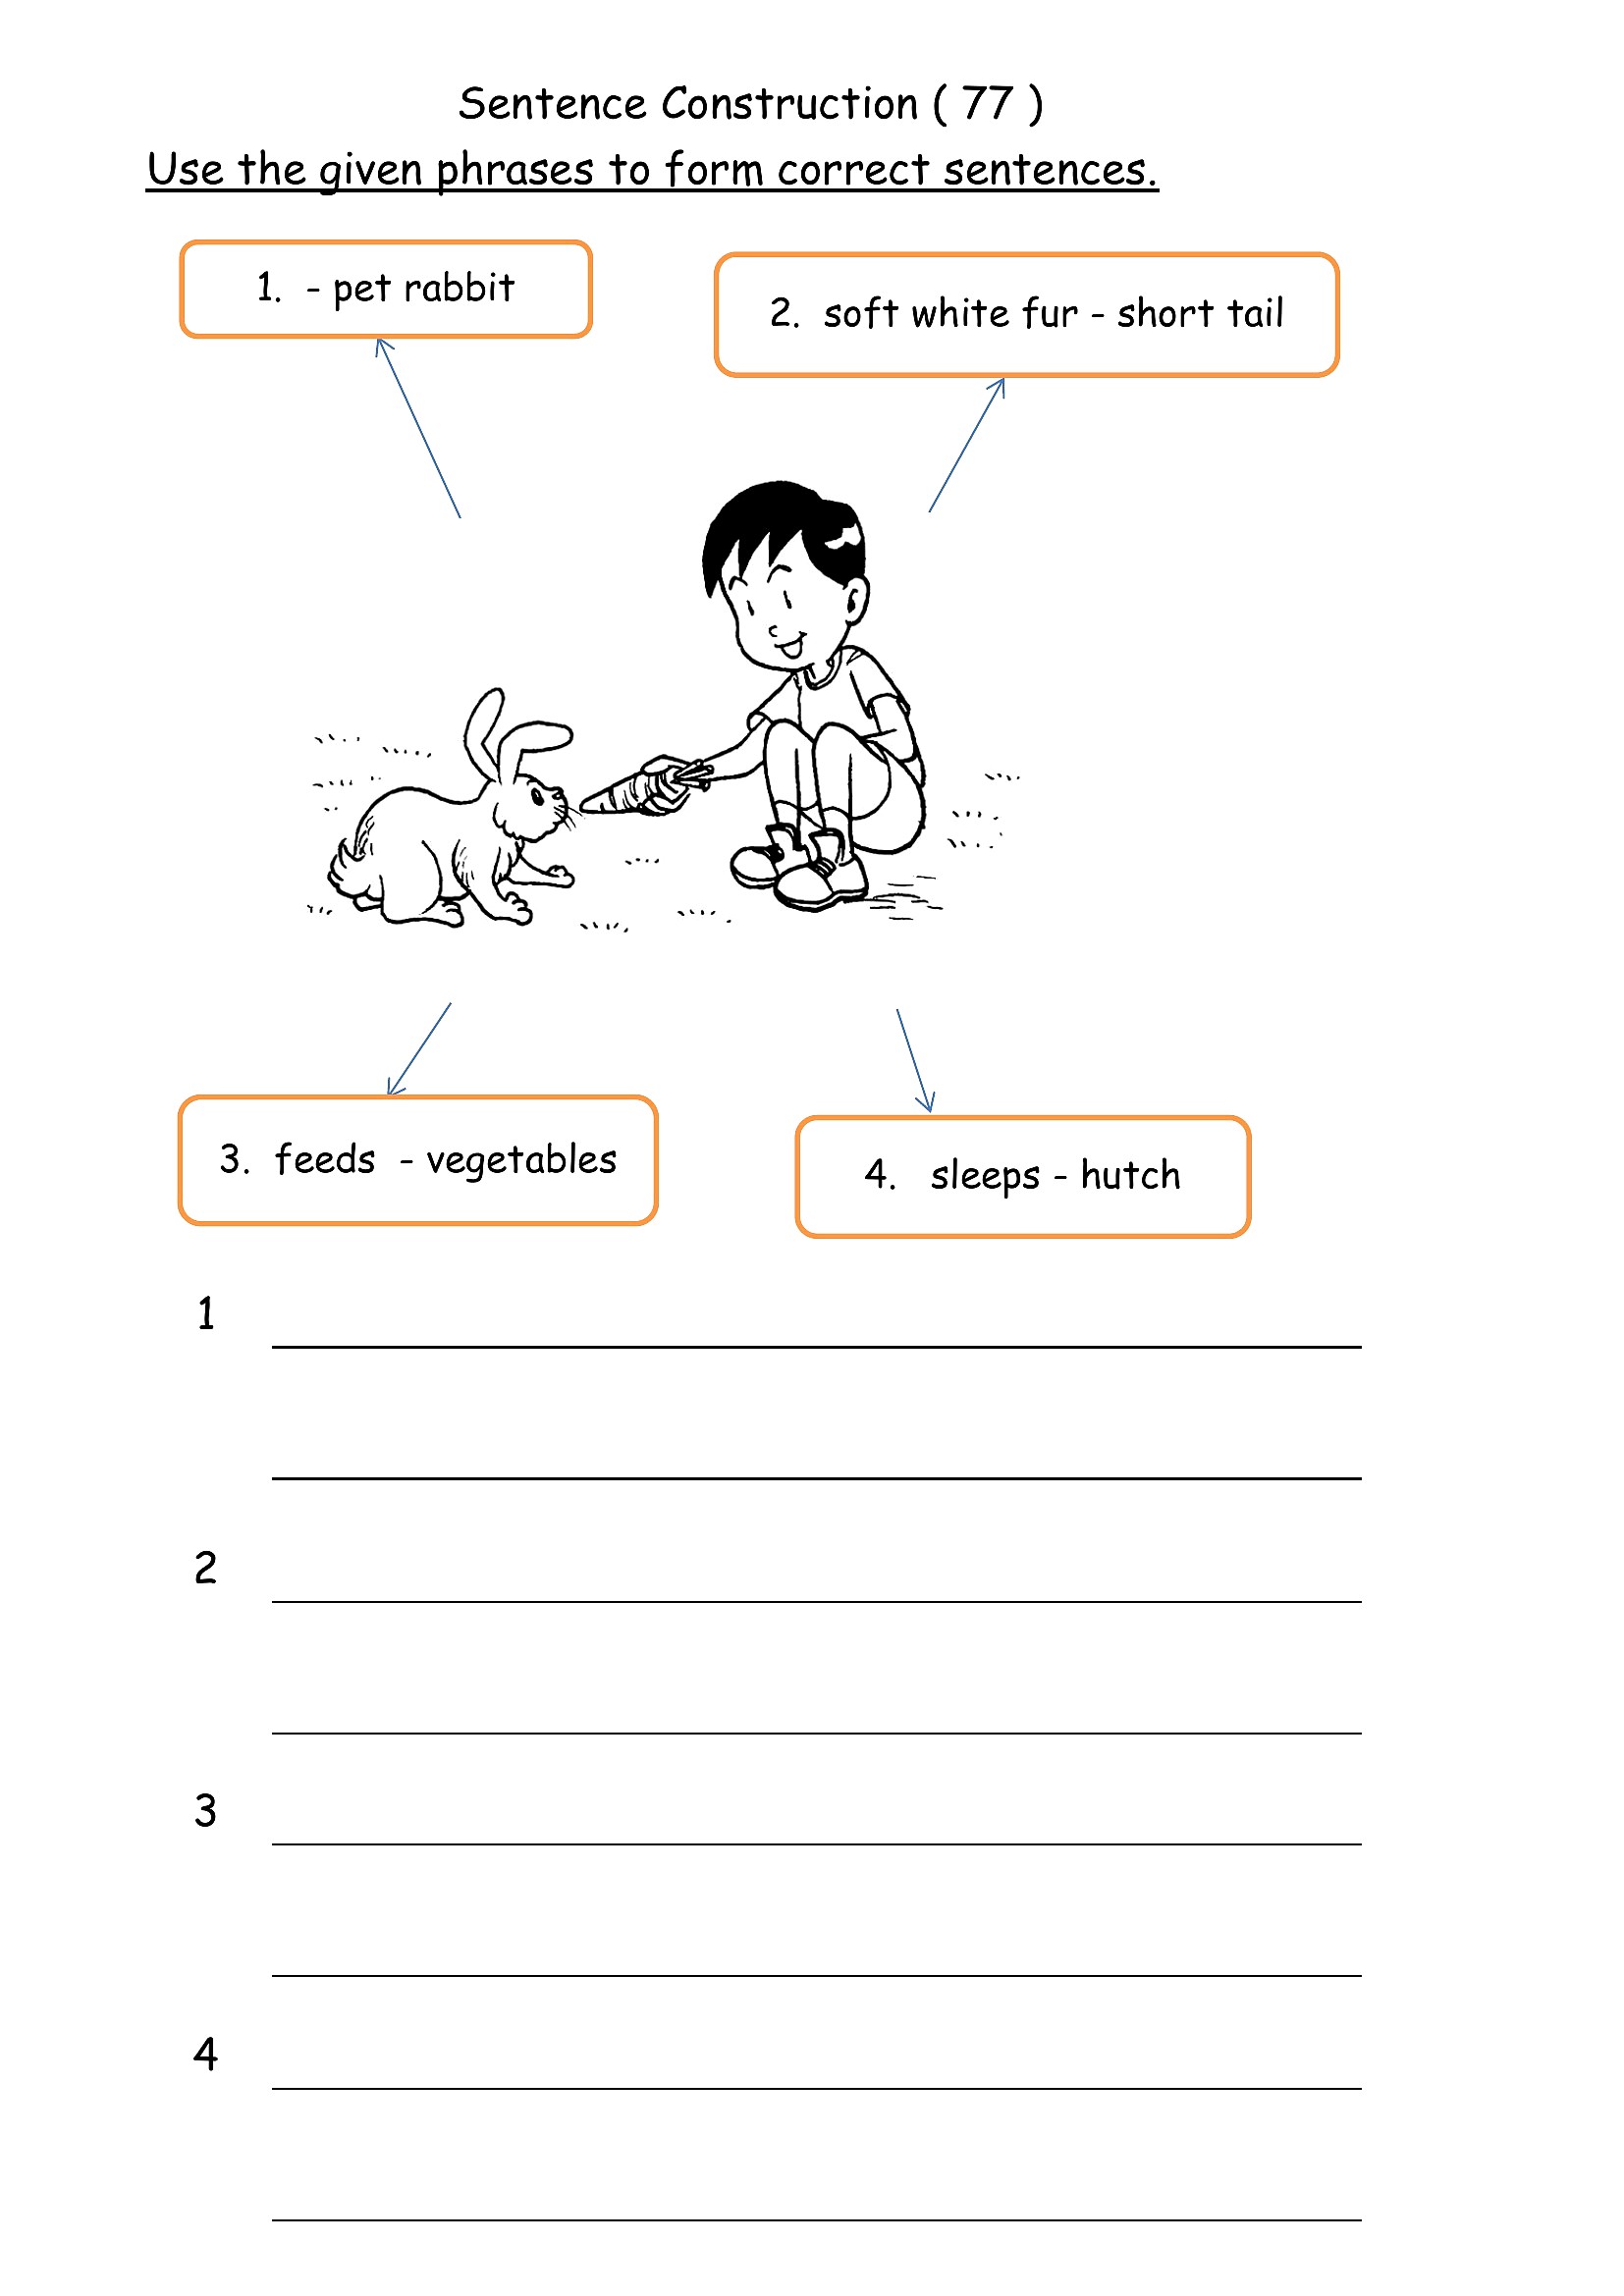 Sentence Construction ( 77 )
Use the given phrases to form correct sentences.
1. - pet rabbit
2. soft white fur - short tail
3. feeds - vegetables
4. sleeps - hutch
1
2
3
4